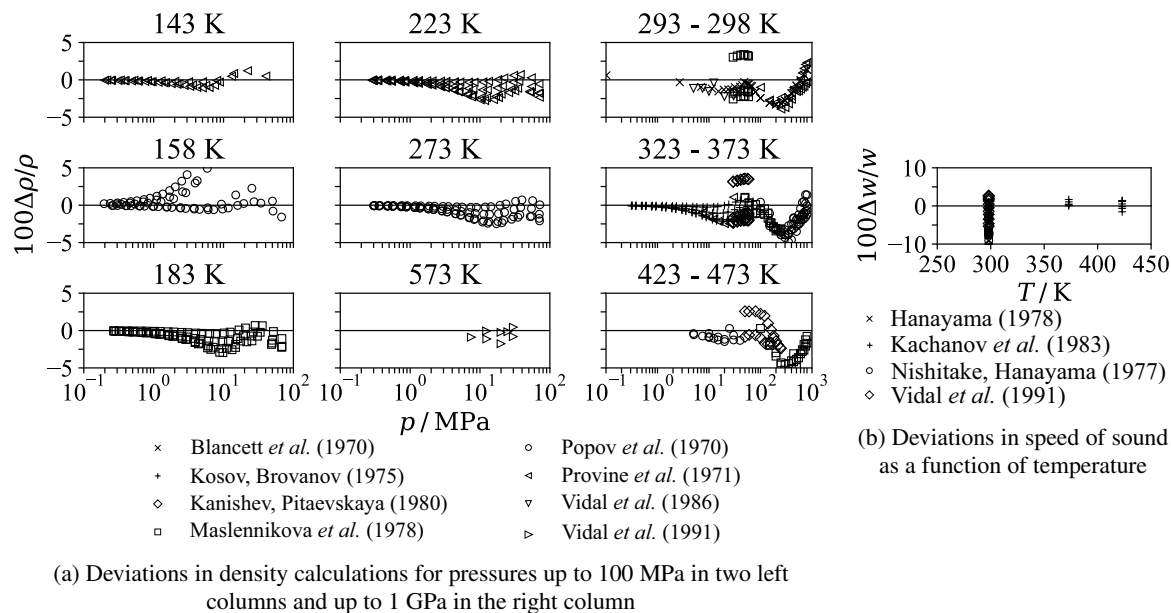 143 K
223 K
293 - 298 K
5
0
−5
158 K
273 K
323 - 373 K
5
0
−5
183 K
573 K
423 - 473 K
5
0
−5
100Δρ/ρ
10⁻¹ 10⁰ 10¹ 10² 10⁻¹ 10⁰ 10¹ 10² 10⁻¹ 10⁰ 10¹ 10² 10³
p / MPa
× Blancett et al. (1970)
+ Kosov, Brovanov (1975)
◇ Kanishev, Pitaevskaya (1980)
□ Maslennikova et al. (1978)
○ Popov et al. (1970)
◁ Provine et al. (1971)
▽ Vidal et al. (1986)
▷ Vidal et al. (1991)
(a) Deviations in density calculations for pressures up to 100 MPa in two left
columns and up to 1 GPa in the right column
100Δw/w
10
0
−10
250 300 350 400 450
T / K
× Hanayama (1978)
+ Kachanov et al. (1983)
○ Nishitake, Hanayama (1977)
◇ Vidal et al. (1991)
(b) Deviations in speed of sound
as a function of temperature